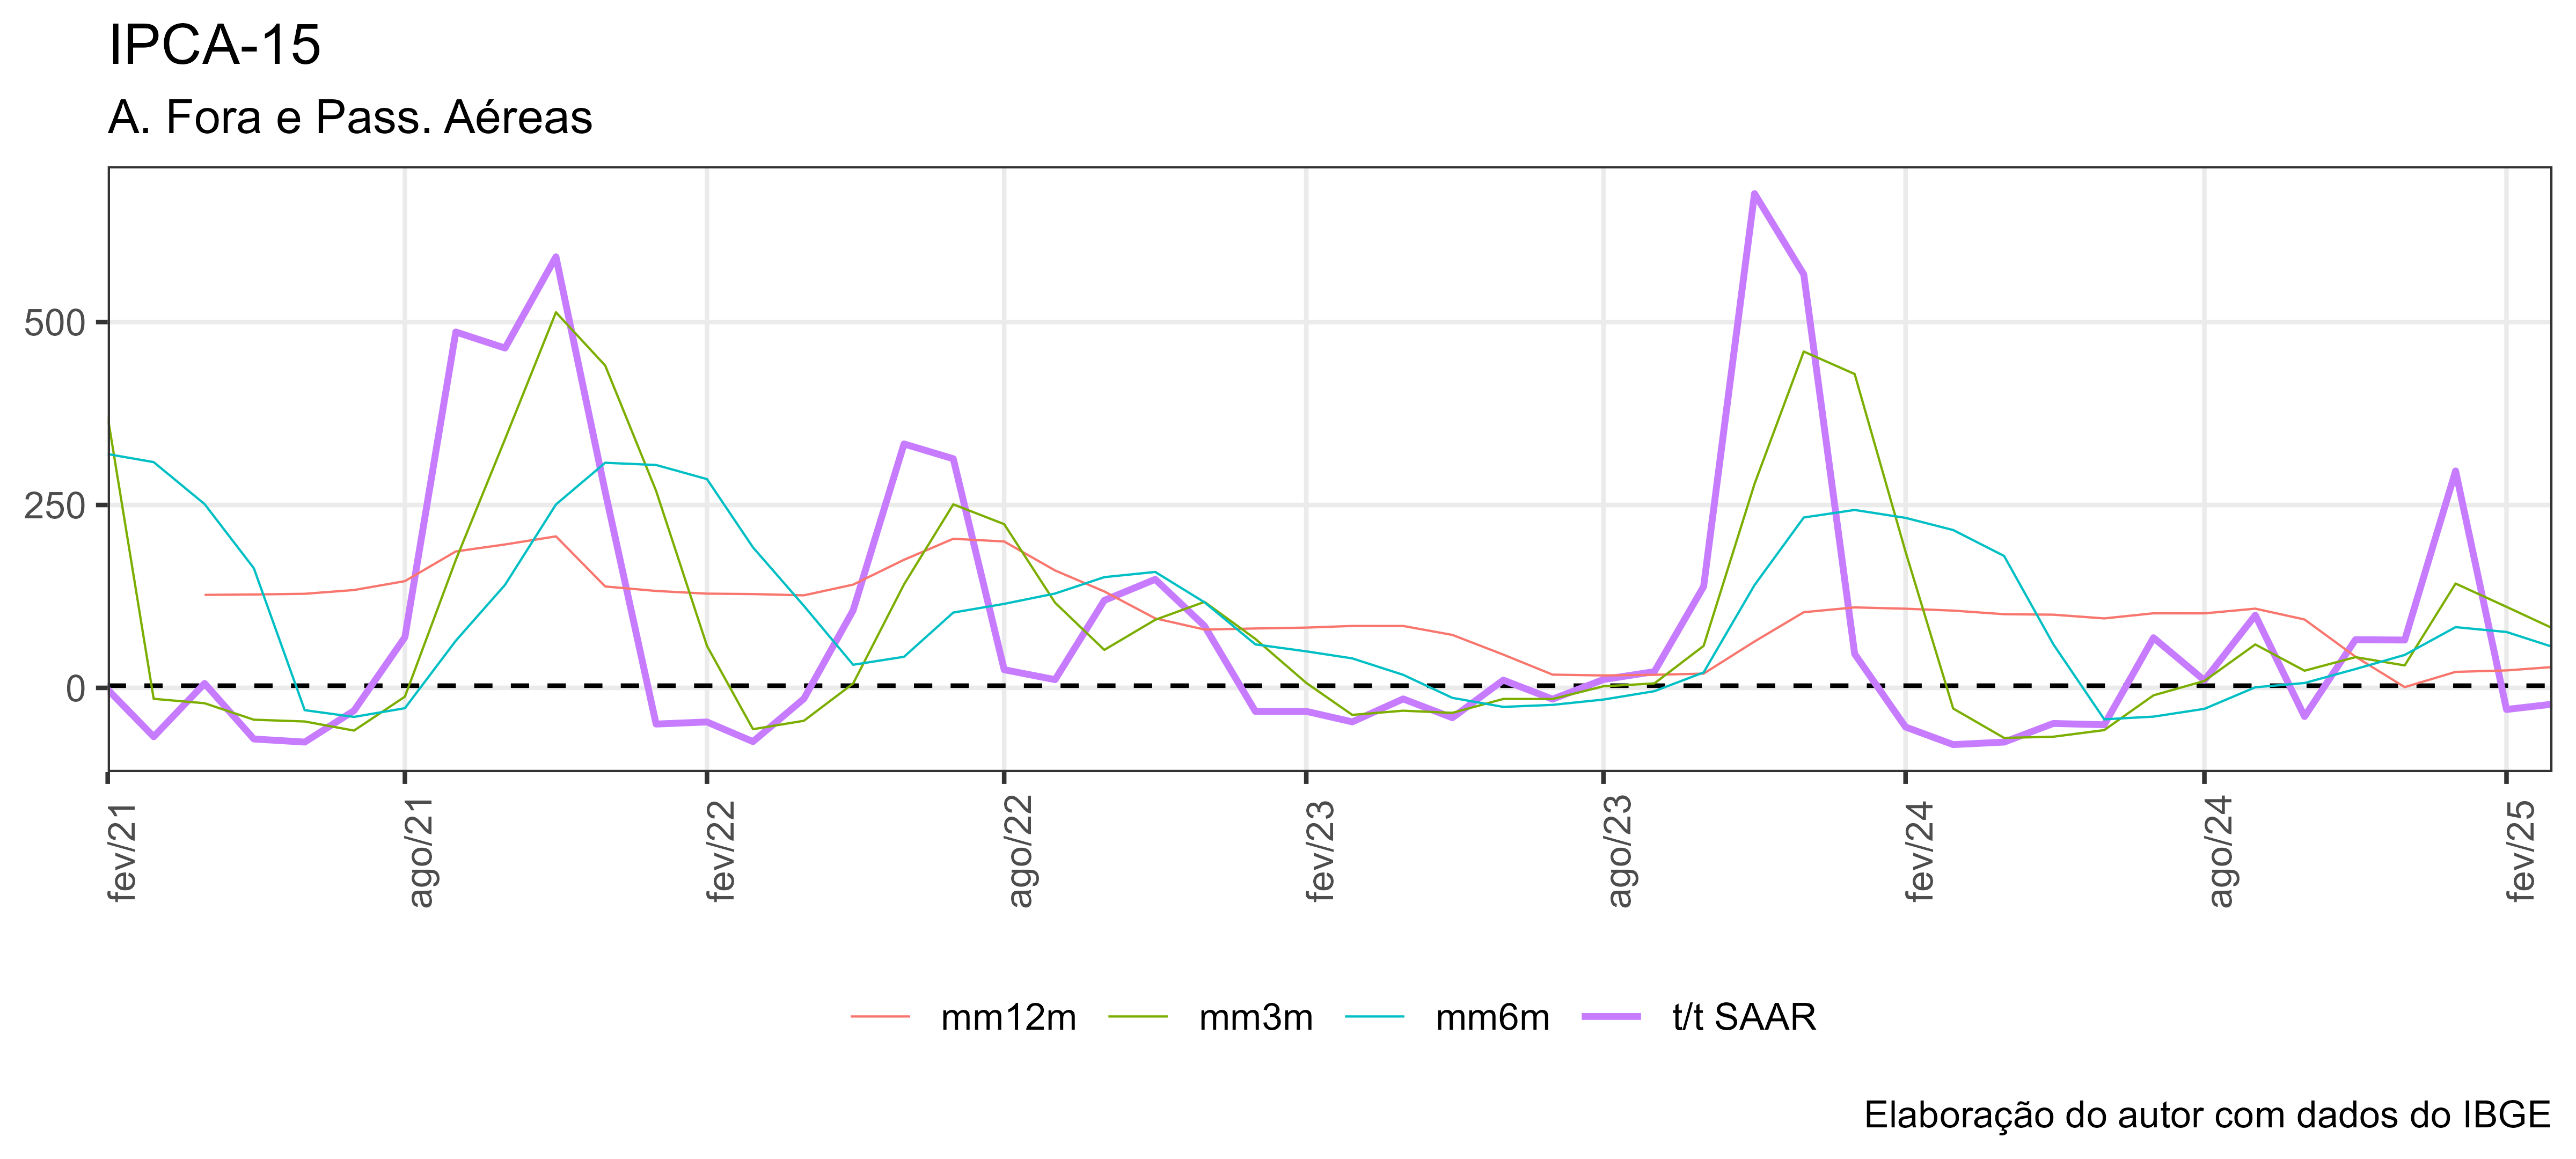 IPCA-15
A. Fora e Pass. Aéreas
500
250
0
fev/21
ago/21
fev/22
ago/22
fev/23
ago/23
fev/24
ago/24
fev/25
mm12m
mm3m
mm6m
t/t SAAR
Elaboração do autor com dados do IBGE